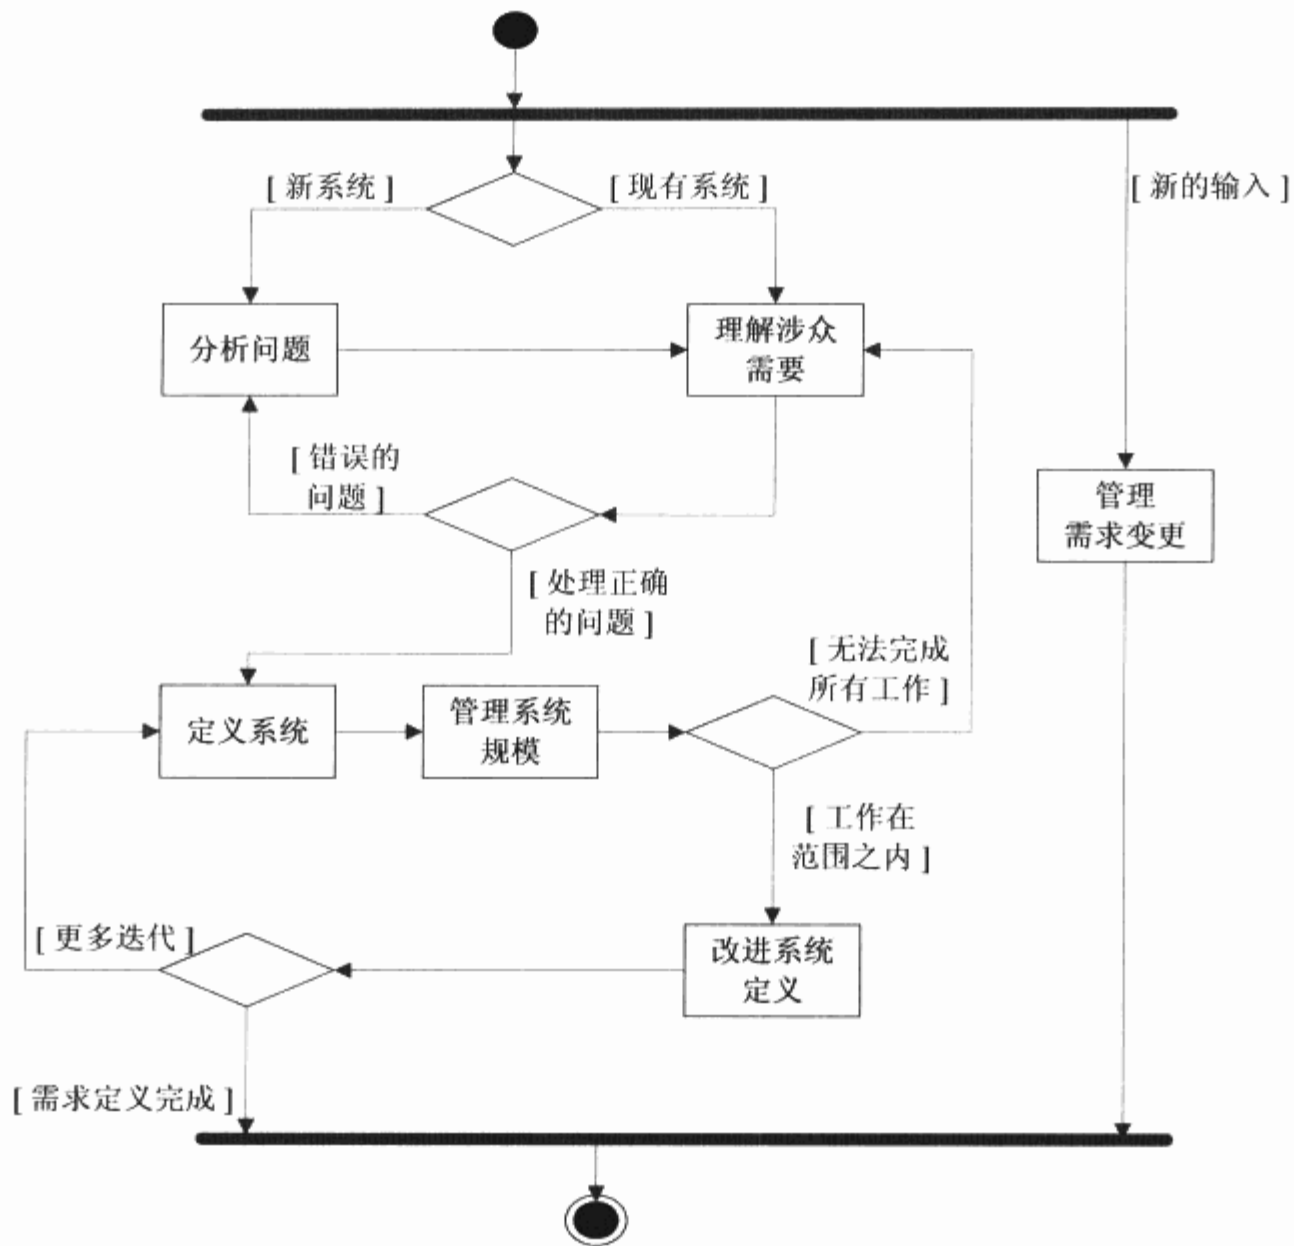 [ 新系统 ]
[ 现有系统 ]
[ 新的输入 ]
分析问题
理解涉众
需要
[ 错误的
问题 ]
管理
需求变更
[ 处理正确
的问题 ]
[ 无法完成
所有工作 ]
定义系统
管理系统
规模
[ 工作在
范围之内 ]
[ 更多迭代 ]
改进系统
定义
[ 需求定义完成 ]